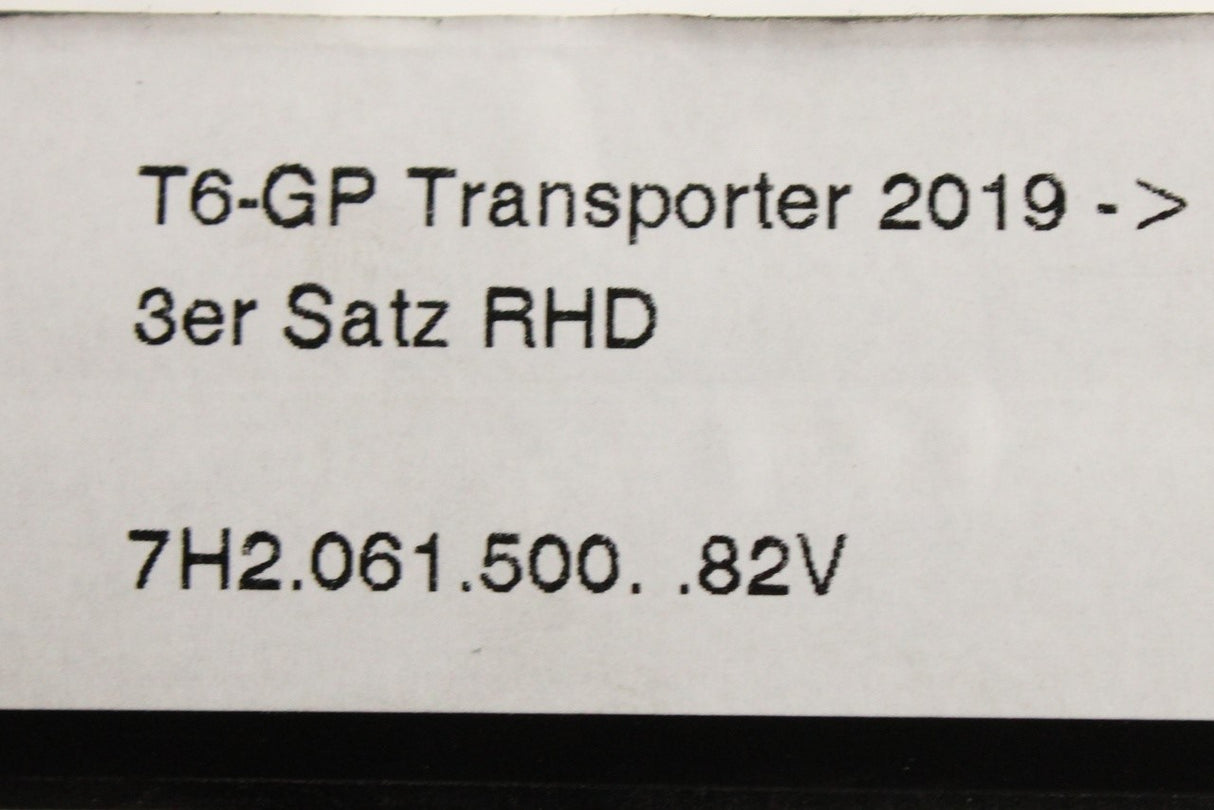 T6-GP Transporter 2019 ->
3er Satz RHD
7H2.061.500. .82V